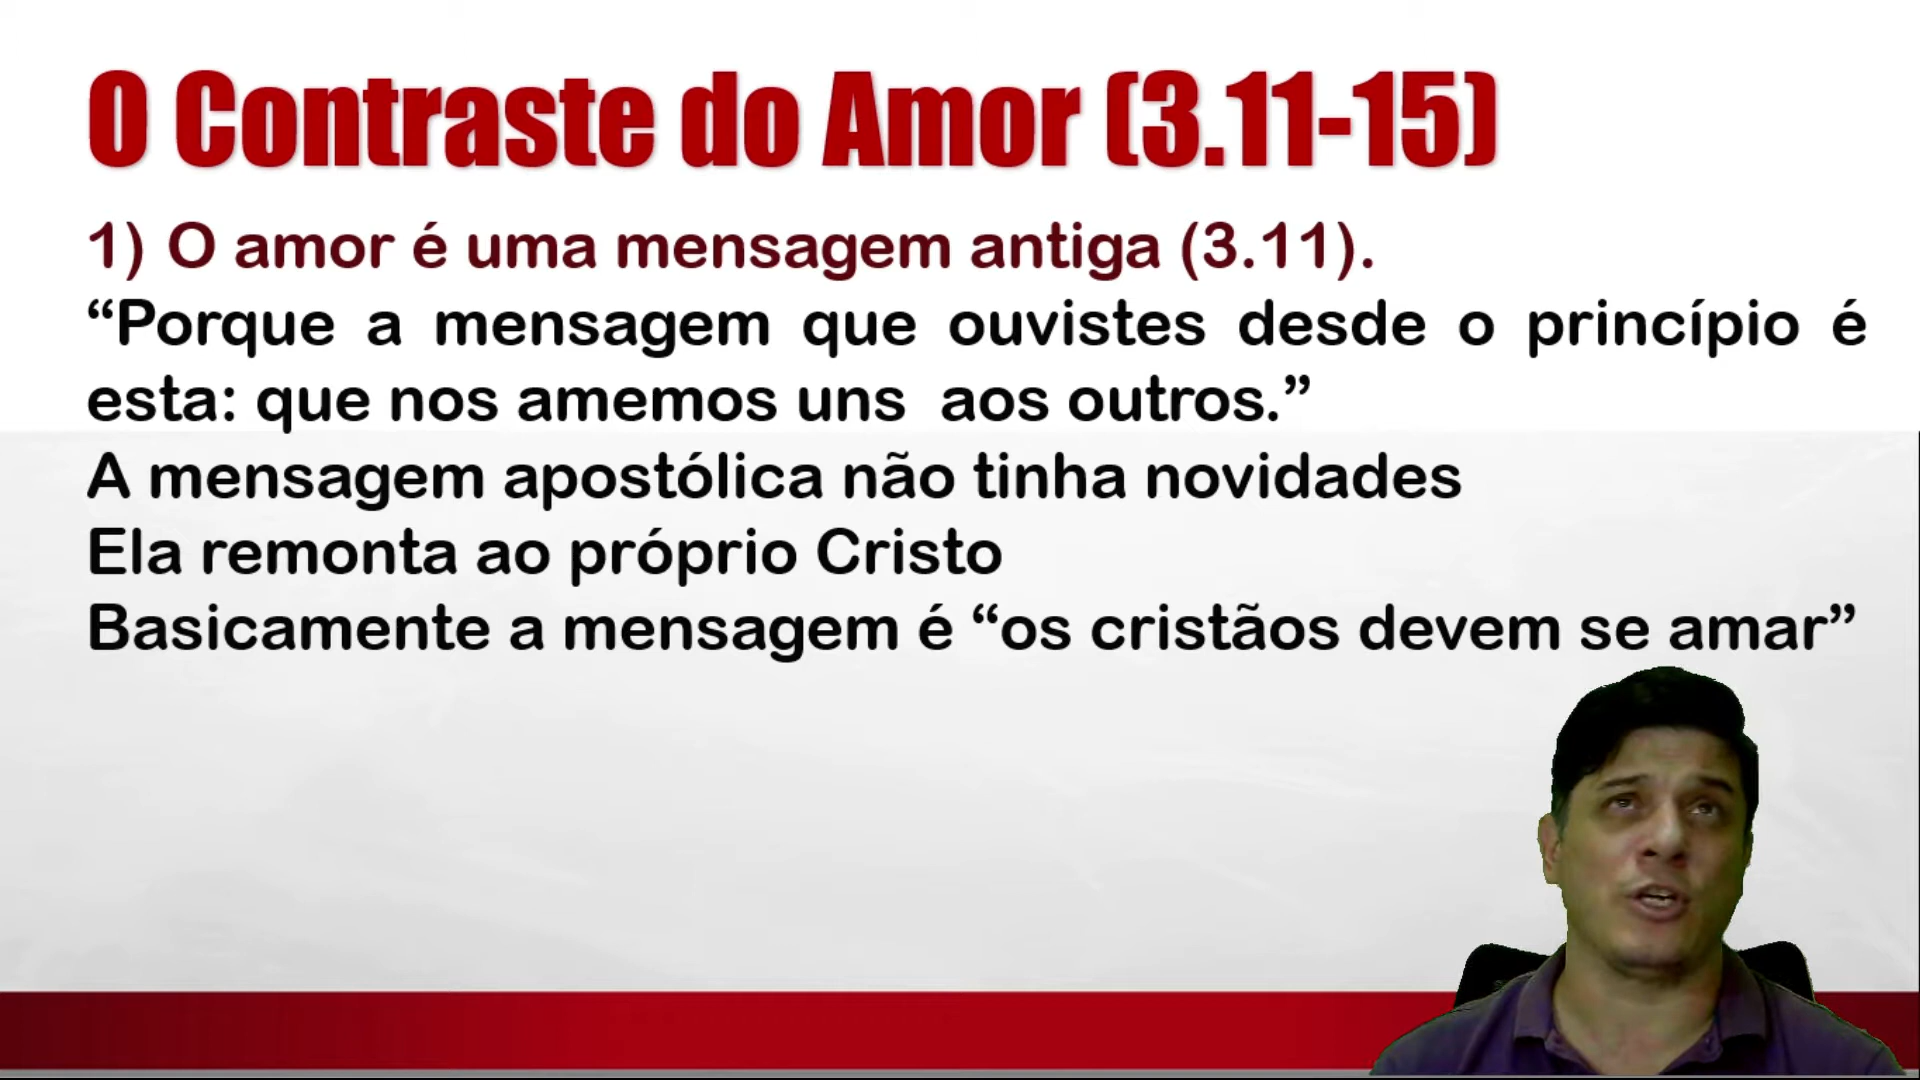 O Contraste do Amor (3.11-15)
1) O amor é uma mensagem antiga (3.11).
“Porque a mensagem que ouvistes desde o princípio é
esta: que nos amemos uns aos outros.”
A mensagem apostólica não tinha novidades
Ela remonta ao próprio Cristo
Basicamente a mensagem é “os cristãos devem se amar”